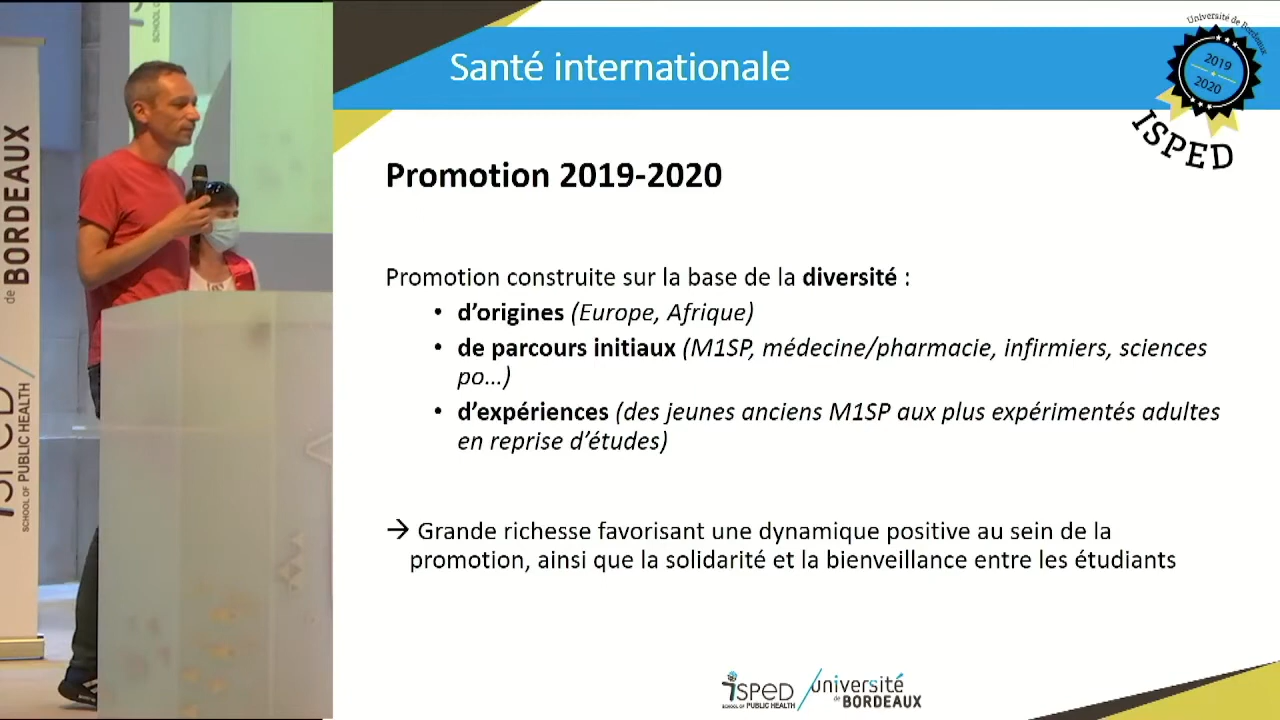 Santé internationale
Université de Bordeaux
2019
2020
ISPED
Promotion 2019-2020
Promotion construite sur la base de la diversité :
• d’origines (Europe, Afrique)
• de parcours initiaux (M1SP, médecine/pharmacie, infirmiers, sciences
po…)
• d’expériences (des jeunes anciens M1SP aux plus expérimentés adultes
en reprise d’études)
→ Grande richesse favorisant une dynamique positive au sein de la
promotion, ainsi que la solidarité et la bienveillance entre les étudiants
ISPED
SCHOOL OF PUBLIC HEALTH
université
de BORDEAUX
de BORDEAUX
SCHOOL OF PUBLIC HEALTH